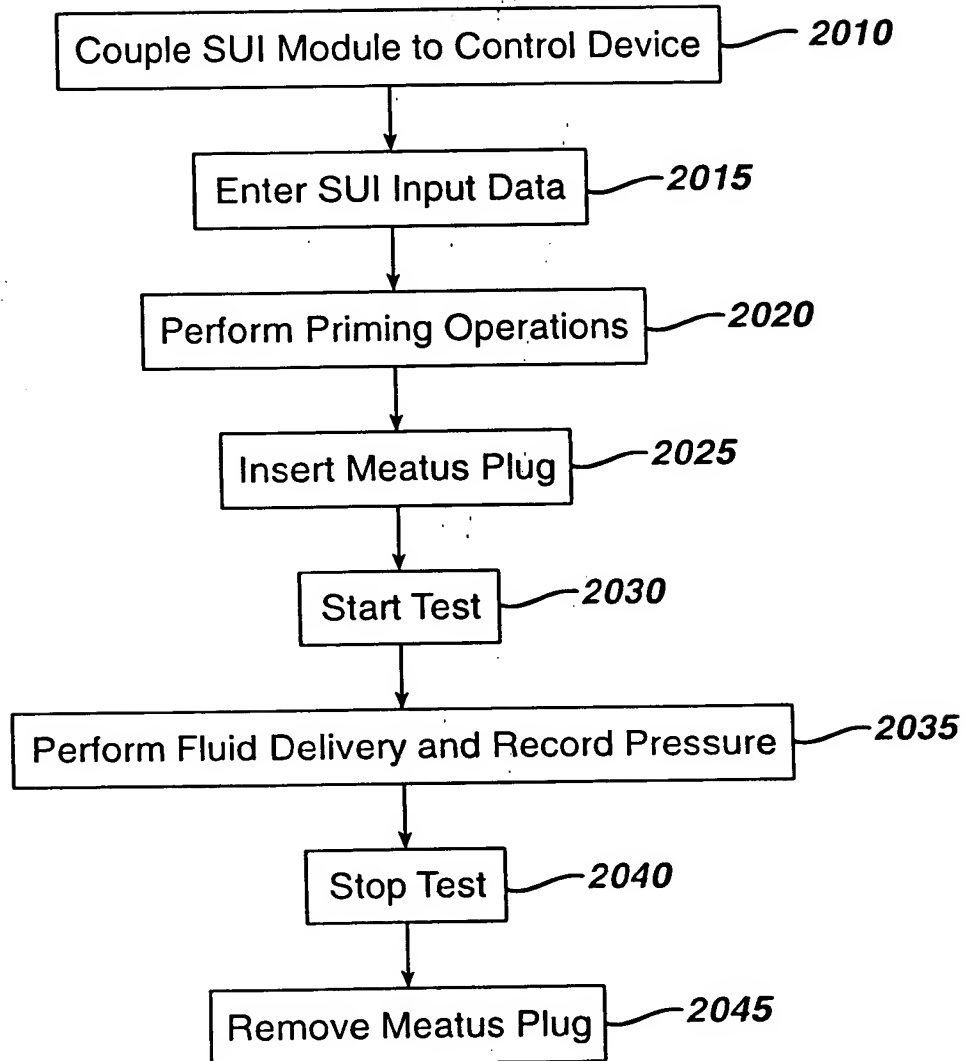 Couple SUI Module to Control Device 2010
Enter SUI Input Data 2015
Perform Priming Operations 2020
Insert Meatus Plug 2025
Start Test 2030
Perform Fluid Delivery and Record Pressure 2035
Stop Test 2040
Remove Meatus Plug 2045